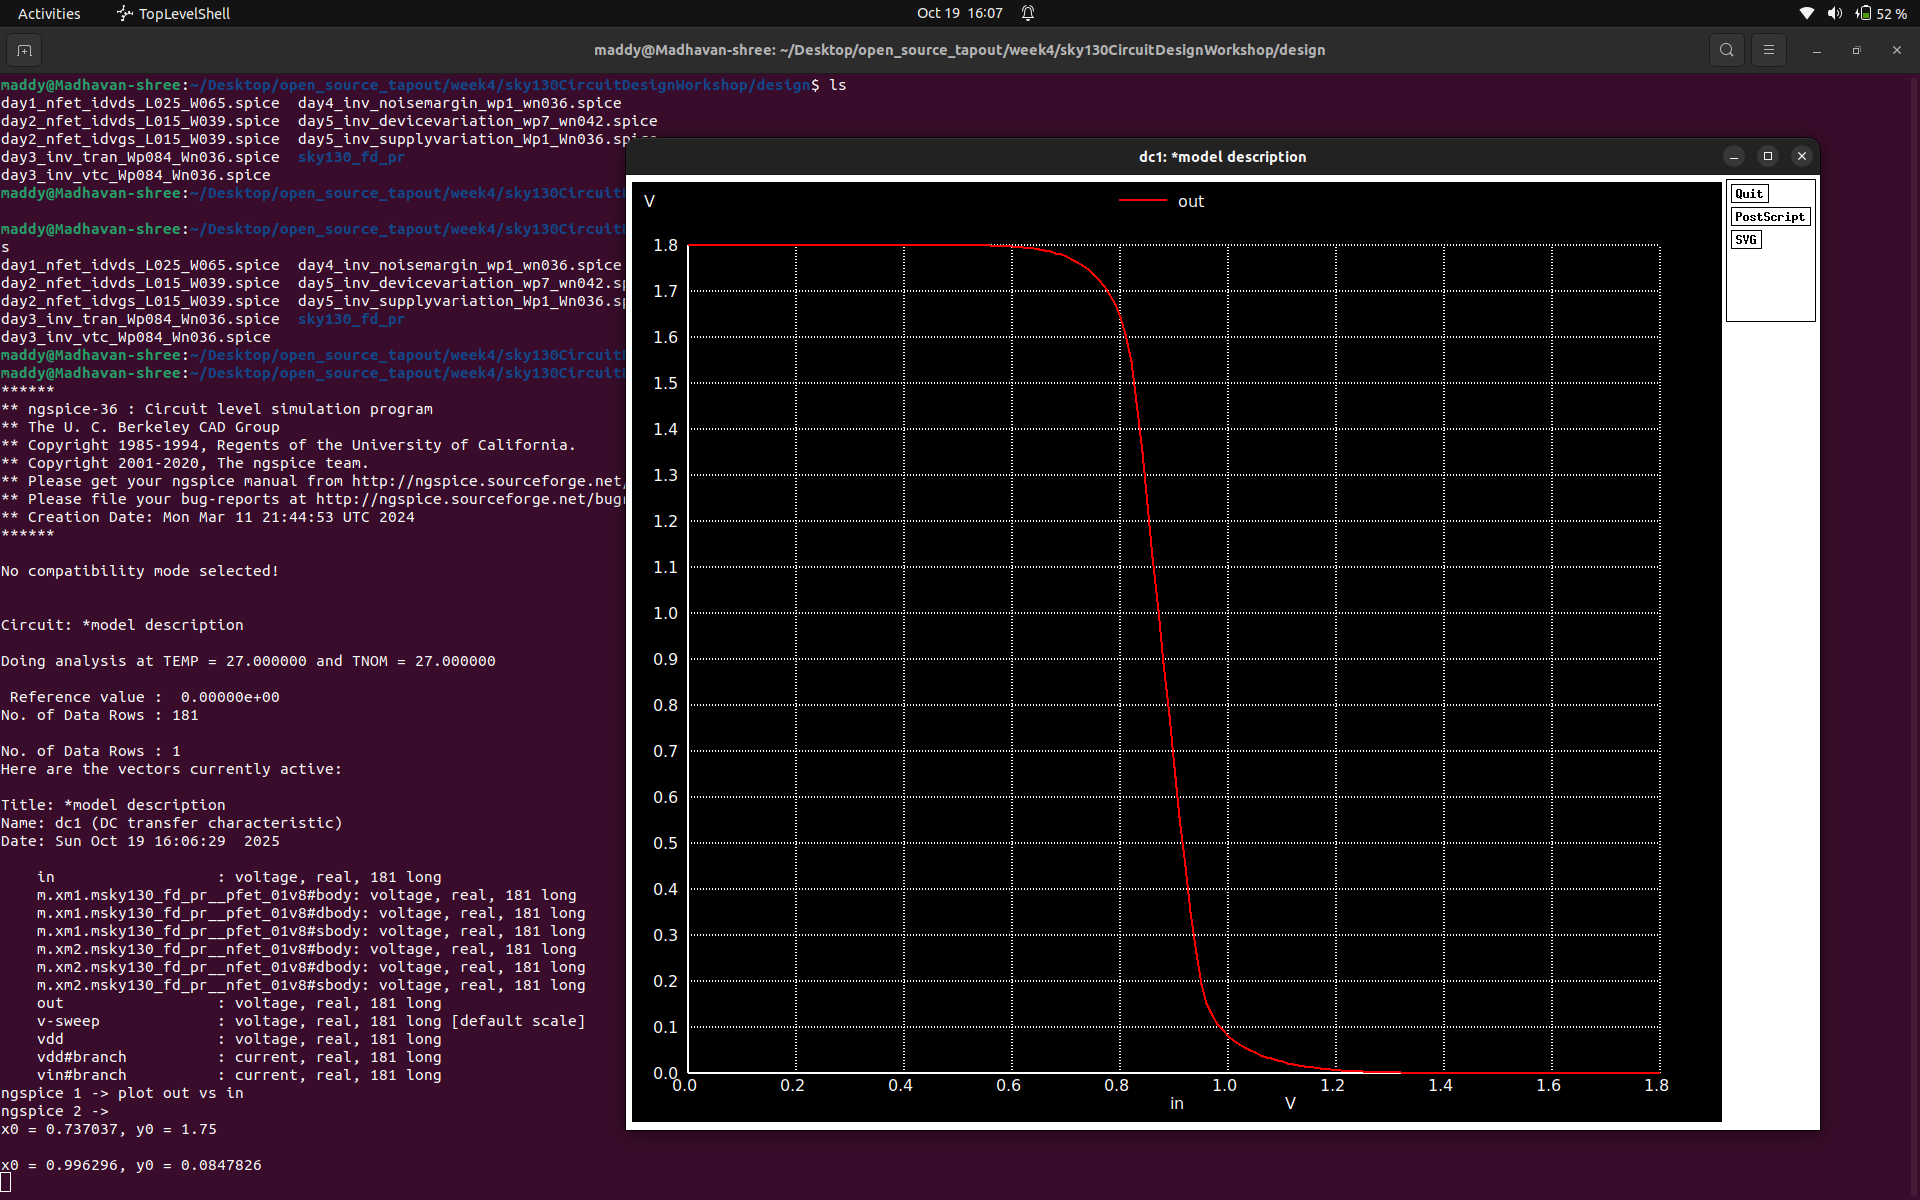 Activities TopLevelShell Oct 19 16:07 52 %
maddy@Madhavan-shree: ~/Desktop/open_source_tapout/week4/sky130CircuitDesignWorkshop/design
maddy@Madhavan-shree:~/Desktop/open_source_tapout/week4/sky130CircuitDesignWorkshop/design$ ls
day1_nfet_idvds_L025_W065.spice day4_inv_noisemargin_wp1_wn036.spice
day2_nfet_idvds_L015_W039.spice day5_inv_devicevariation_wp7_wn042.spice
day2_nfet_idvgs_L015_W039.spice day5_inv_supplyvariation_Wp1_Wn036.spice
day3_inv_tran_Wp084_Wn036.spice sky130_fd_pr
day3_inv_vtc_Wp084_Wn036.spice
maddy@Madhavan-shree:~/Desktop/open_source_tapout/week4/sky130Circuit
maddy@Madhavan-shree:~/Desktop/open_source_tapout/week4/sky130Circuit
s
day1_nfet_idvds_L025_W065.spice day4_inv_noisemargin_wp1_wn036.spice
day2_nfet_idvds_L015_W039.spice day5_inv_devicevariation_wp7_wn042.sp
day2_nfet_idvgs_L015_W039.spice day5_inv_supplyvariation_Wp1_Wn036.sp
day3_inv_tran_Wp084_Wn036.spice sky130_fd_pr
day3_inv_vtc_Wp084_Wn036.spice
maddy@Madhavan-shree:~/Desktop/open_source_tapout/week4/sky130Circuit
maddy@Madhavan-shree:~/Desktop/open_source_tapout/week4/sky130Circuit
******
** ngspice-36 : Circuit level simulation program
** The U. C. Berkeley CAD Group
** Copyright 1985-1994, Regents of the University of California.
** Copyright 2001-2020, The ngspice team.
** Please get your ngspice manual from http://ngspice.sourceforge.net/
** Please file your bug-reports at http://ngspice.sourceforge.net/bugr
** Creation Date: Mon Mar 11 21:44:53 UTC 2024
******
No compatibility mode selected!
Circuit: *model description
Doing analysis at TEMP = 27.000000 and TNOM = 27.000000
Reference value : 0.00000e+00
No. of Data Rows : 181
No. of Data Rows : 1
Here are the vectors currently active:
Title: *model description
Name: dc1 (DC transfer characteristic)
Date: Sun Oct 19 16:06:29 2025
in : voltage, real, 181 long
m.xm1.msky130_fd_pr__pfet_01v8#body: voltage, real, 181 long
m.xm1.msky130_fd_pr__pfet_01v8#dbody: voltage, real, 181 long
m.xm1.msky130_fd_pr__pfet_01v8#sbody: voltage, real, 181 long
m.xm2.msky130_fd_pr__nfet_01v8#body: voltage, real, 181 long
m.xm2.msky130_fd_pr__nfet_01v8#dbody: voltage, real, 181 long
m.xm2.msky130_fd_pr__nfet_01v8#sbody: voltage, real, 181 long
out : voltage, real, 181 long
v-sweep : voltage, real, 181 long [default scale]
vdd : voltage, real, 181 long
vdd#branch : current, real, 181 long
vin#branch : current, real, 181 long
ngspice 1 -> plot out vs in
ngspice 2 ->
x0 = 0.737037, y0 = 1.75
x0 = 0.996296, y0 = 0.0847826
dc1: *model description
Quit
PostScript
SVG
V out
1.8
1.7
1.6
1.5
1.4
1.3
1.2
1.1
1.0
0.9
0.8
0.7
0.6
0.5
0.4
0.3
0.2
0.1
0.0
0.0 0.2 0.4 0.6 0.8 1.0 1.2 1.4 1.6 1.8
in V